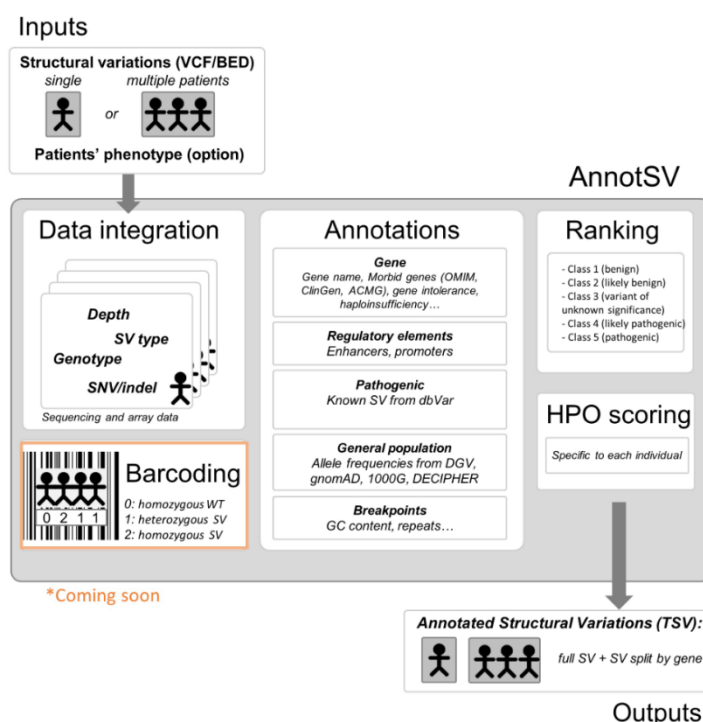 Inputs
Structural variations (VCF/BED)
single
multiple patients
or
Patients' phenotype (option)
AnnotSV
Data integration
Depth
SV type
Genotype
SNV/indel
Sequencing and array data
Barcoding
0 2 1 1
0: homozygous WT
1: heterozygous SV
2: homozygous SV
*Coming soon
Annotations
Gene
Gene name, Morbid genes (OMIM,
ClinGen, ACMG), gene intolerance,
haploinsufficiency…
Regulatory elements
Enhancers, promoters
Pathogenic
Known SV from dbVar
General population
Allele frequencies from DGV,
gnomAD, 1000G, DECIPHER
Breakpoints
GC content, repeats…
Ranking
- Class 1 (benign)
- Class 2 (likely benign)
- Class 3 (variant of
unknown significance)
- Class 4 (likely pathogenic)
- Class 5 (pathogenic)
HPO scoring
Specific to each individual
Annotated Structural Variations (TSV):
full SV + SV split by gene
Outputs